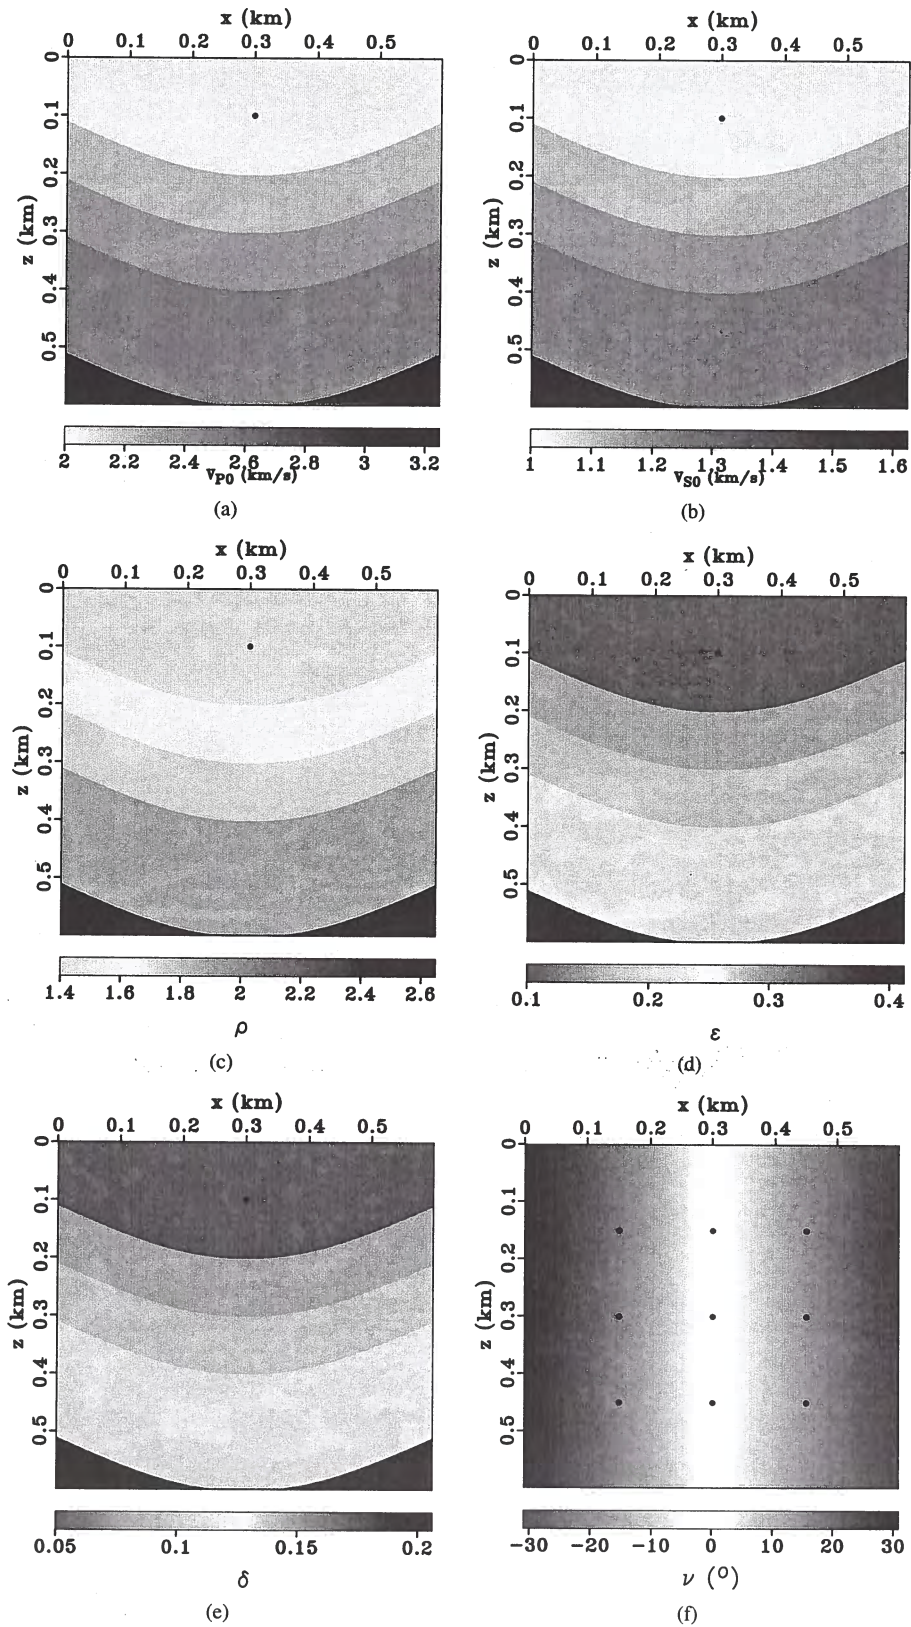 x (km)
0 0.1 0.2 0.3 0.4 0.5
z (km)
0 0.1 0.2 0.3 0.4 0.5
2 2.2 2.4 2.6 2.8 3 3.2
V_P0 (km/s)
(a)
x (km)
0 0.1 0.2 0.3 0.4 0.5
z (km)
0 0.1 0.2 0.3 0.4 0.5
1 1.1 1.2 1.3 1.4 1.5 1.6
V_S0 (km/s)
(b)
x (km)
0 0.1 0.2 0.3 0.4 0.5
z (km)
0 0.1 0.2 0.3 0.4 0.5
1.4 1.6 1.8 2 2.2 2.4 2.6
ρ
(c)
x (km)
0 0.1 0.2 0.3 0.4 0.5
z (km)
0 0.1 0.2 0.3 0.4 0.5
0.1 0.2 0.3 0.4
ε
(d)
x (km)
0 0.1 0.2 0.3 0.4 0.5
z (km)
0 0.1 0.2 0.3 0.4 0.5
0.05 0.1 0.15 0.2
δ
(e)
x (km)
0 0.1 0.2 0.3 0.4 0.5
z (km)
0 0.1 0.2 0.3 0.4 0.5
−30 −20 −10 0 10 20 30
ν (°)
(f)